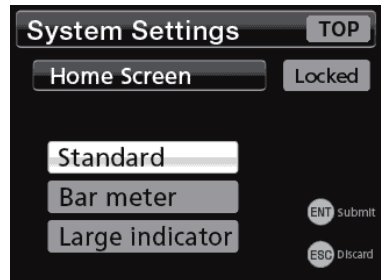 System Settings TOP
Home Screen Locked
Standard
Bar meter
ENT Submit
Large indicator
ESC Discard